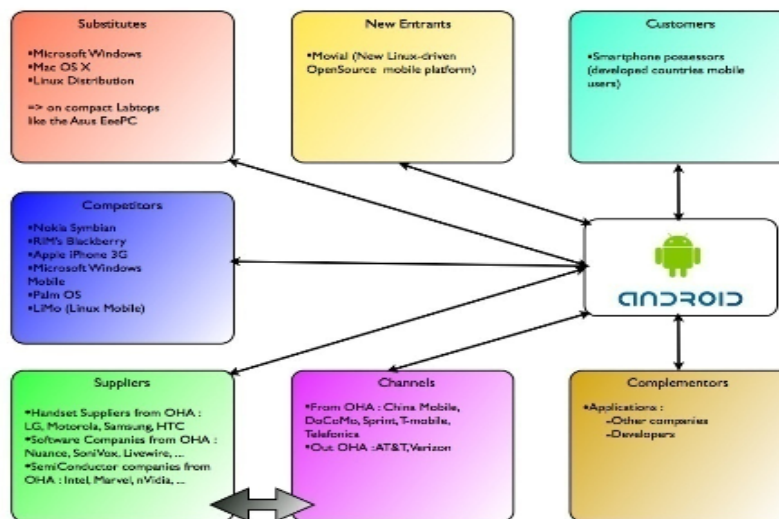 Substitutes
•Microsoft Windows
•Mac OS X
•Linux Distribution
=> on compact Labtops
like the Asus EeePC
New Entrants
•Movial (New Linux-driven
OpenSource mobile platform)
Customers
•Smartphone possessors
(developed countries mobile
users)
Competitors
•Nokia Symbian
•RIM's Blackberry
•Apple iPhone 3G
•Microsoft Windows
Mobile
•Palm OS
•LiMo (Linux Mobile)
ANDROID
Suppliers
•Handset Suppliers from OHA :
LG, Motorola, Samsung, HTC
•Software Companies from OHA :
Nuance, SoniVox, Livewire, ...
•SemiConductor companies from
OHA : Intel, Marvel, nVidia, ...
Channels
•From OHA : China Mobile,
DoCoMo, Sprint, T-mobile,
Telefonica
•Out OHA :AT&T, Verizon
Complementors
•Applications :
-Other companies
-Developers